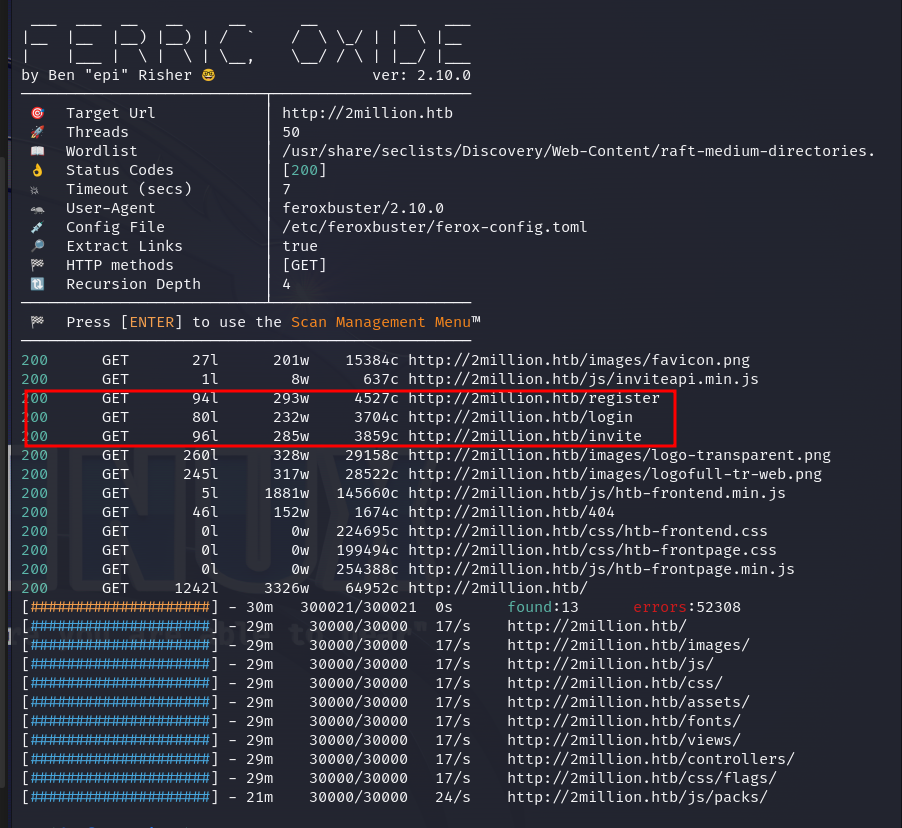 FERRIC OXIDE
by Ben "epi" Risher 🤓 ver: 2.10.0
🎯 Target Url │ http://2million.htb
🚀 Threads │ 50
📖 Wordlist │ /usr/share/seclists/Discovery/Web-Content/raft-medium-directories.
👌 Status Codes │ [200]
💥 Timeout (secs) │ 7
🦡 User-Agent │ feroxbuster/2.10.0
💉 Config File │ /etc/feroxbuster/ferox-config.toml
🔎 Extract Links │ true
🏁 HTTP methods │ [GET]
🔃 Recursion Depth │ 4
🏁 Press [ENTER] to use the Scan Management Menu™
200 GET 27l 201w 15384c http://2million.htb/images/favicon.png
200 GET 1l 8w 637c http://2million.htb/js/inviteapi.min.js
200 GET 94l 293w 4527c http://2million.htb/register
200 GET 80l 232w 3704c http://2million.htb/login
200 GET 96l 285w 3859c http://2million.htb/invite
200 GET 260l 328w 29158c http://2million.htb/images/logo-transparent.png
200 GET 245l 317w 28522c http://2million.htb/images/logofull-tr-web.png
200 GET 5l 1881w 145660c http://2million.htb/js/htb-frontend.min.js
200 GET 46l 152w 1674c http://2million.htb/404
200 GET 0l 0w 224695c http://2million.htb/css/htb-frontend.css
200 GET 0l 0w 199494c http://2million.htb/css/htb-frontpage.css
200 GET 0l 0w 254388c http://2million.htb/js/htb-frontpage.min.js
200 GET 1242l 3326w 64952c http://2million.htb/
[####################] - 30m 300021/300021 0s found:13 errors:52308
[####################] - 29m 30000/30000 17/s http://2million.htb/
[####################] - 29m 30000/30000 17/s http://2million.htb/images/
[####################] - 29m 30000/30000 17/s http://2million.htb/js/
[####################] - 29m 30000/30000 17/s http://2million.htb/css/
[####################] - 29m 30000/30000 17/s http://2million.htb/assets/
[####################] - 29m 30000/30000 17/s http://2million.htb/fonts/
[####################] - 29m 30000/30000 17/s http://2million.htb/views/
[####################] - 29m 30000/30000 17/s http://2million.htb/controllers/
[####################] - 29m 30000/30000 17/s http://2million.htb/css/flags/
[####################] - 21m 30000/30000 24/s http://2million.htb/js/packs/